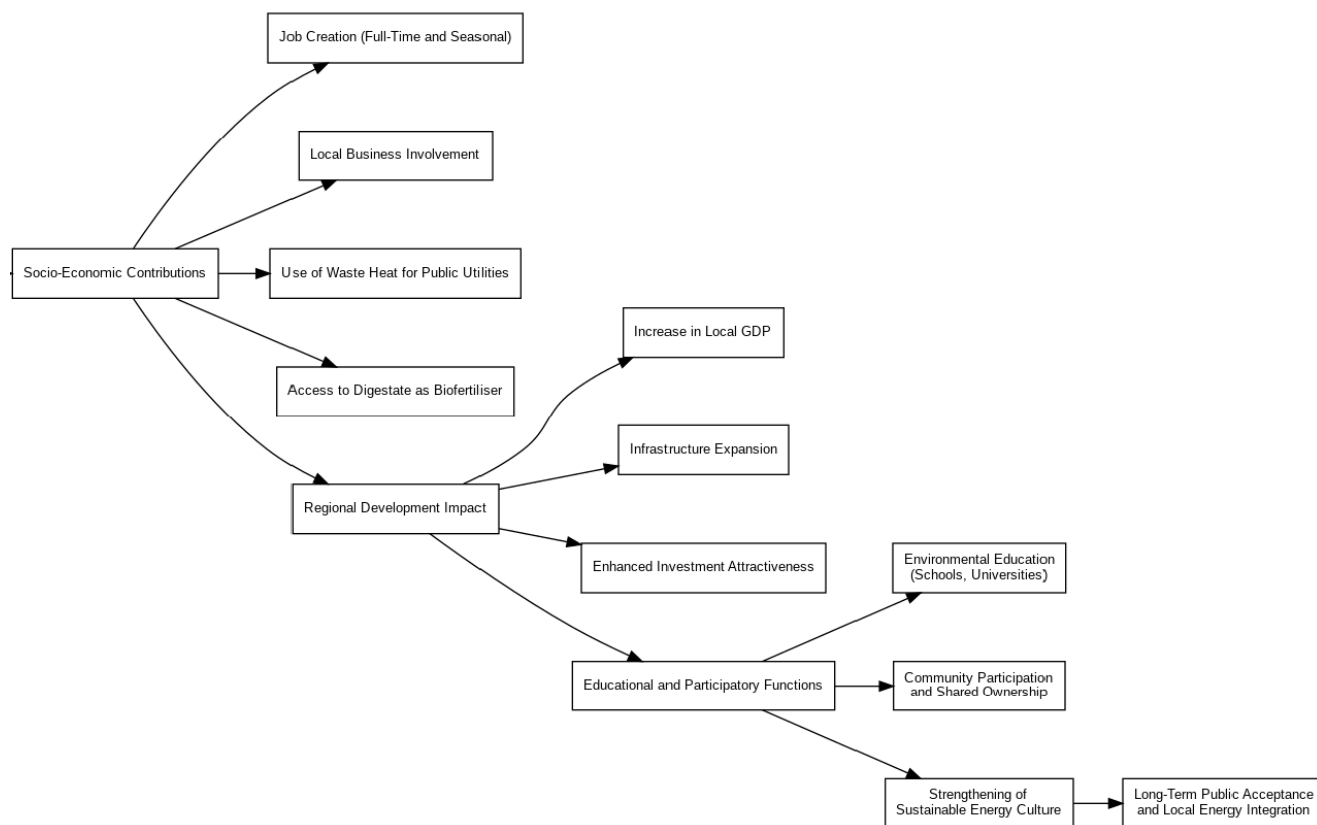 Job Creation (Full-Time and Seasonal)
Local Business Involvement
Socio-Economic Contributions
Use of Waste Heat for Public Utilities
Increase in Local GDP
Access to Digestate as Biofertiliser
Infrastructure Expansion
Regional Development Impact
Enhanced Investment Attractiveness
Environmental Education
(Schools, Universities)
Educational and Participatory Functions
Community Participation
and Shared Ownership
Strengthening of
Sustainable Energy Culture
Long-Term Public Acceptance
and Local Energy Integration